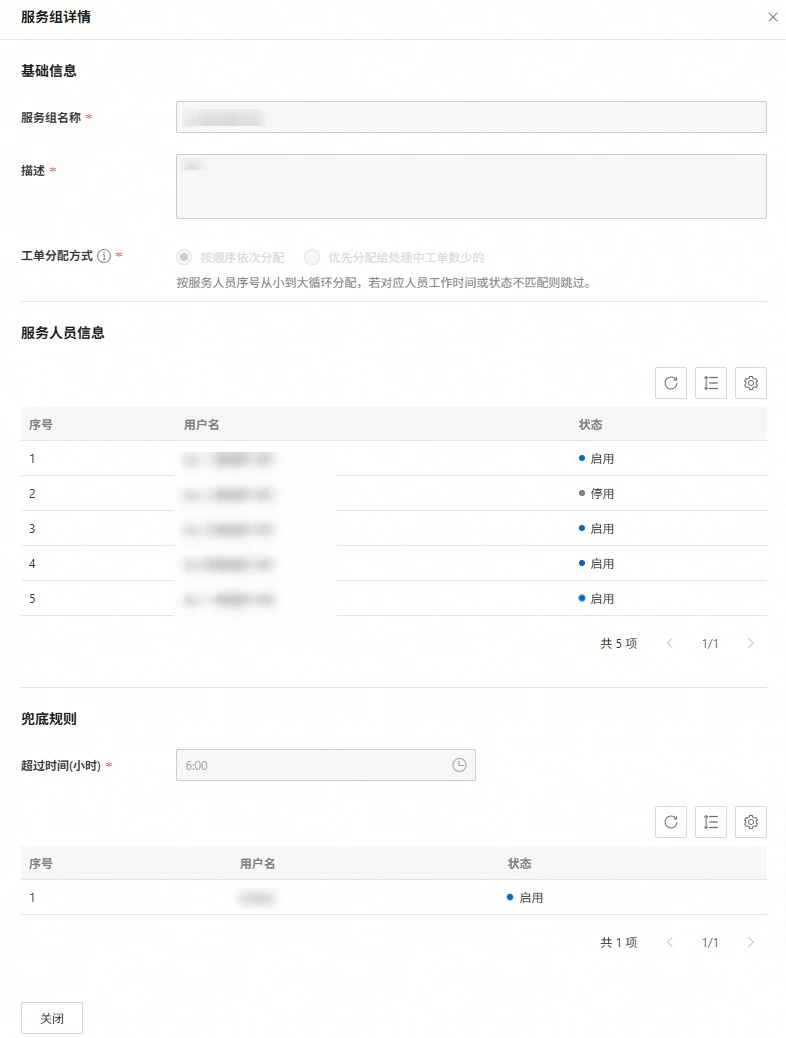 服务组详情
基础信息
服务组名称 *
描述 *
工单分配方式 *
按顺序依次分配 优先分配给处理中工单数少的
按服务人员序号从小到大循环分配，若对应人员工作时间或状态不匹配则跳过。
服务人员信息
序号 用户名 状态
1 启用
2 停用
3 启用
4 启用
5 启用
共 5 项 1/1
兜底规则
超过时间(小时) * 6:00
序号 用户名 状态
1 启用
共 1 项 1/1
关闭